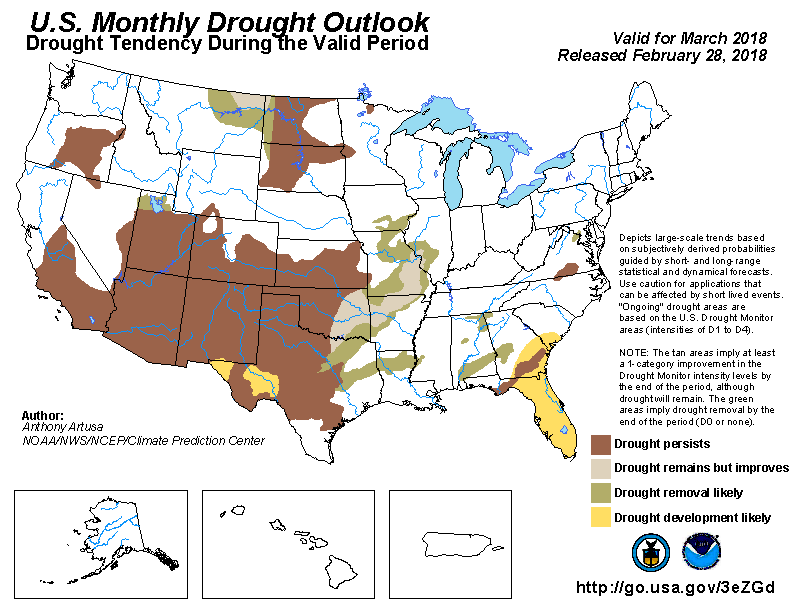 U.S. Monthly Drought Outlook
Drought Tendency During the Valid Period
Valid for March 2018
Released February 28, 2018
Depicts large-scale trends based
on subjectively derived probabilities
guided by short- and long-range
statistical and dynamical forecasts.
Use caution for applications that
can be affected by short lived events.
"Ongoing" drought areas are
based on the U.S. Drought Monitor
areas (intensities of D1 to D4).
NOTE: The tan areas imply at least
a 1-category improvement in the
Drought Monitor intensity levels by
the end of the period, although
drought will remain. The green
areas imply drought removal by the
end of the period (D0 or none).
Author:
Anthony Artusa
NOAA/NWS/NCEP/Climate Prediction Center
Drought persists
Drought remains but improves
Drought removal likely
Drought development likely
http://go.usa.gov/3eZGd